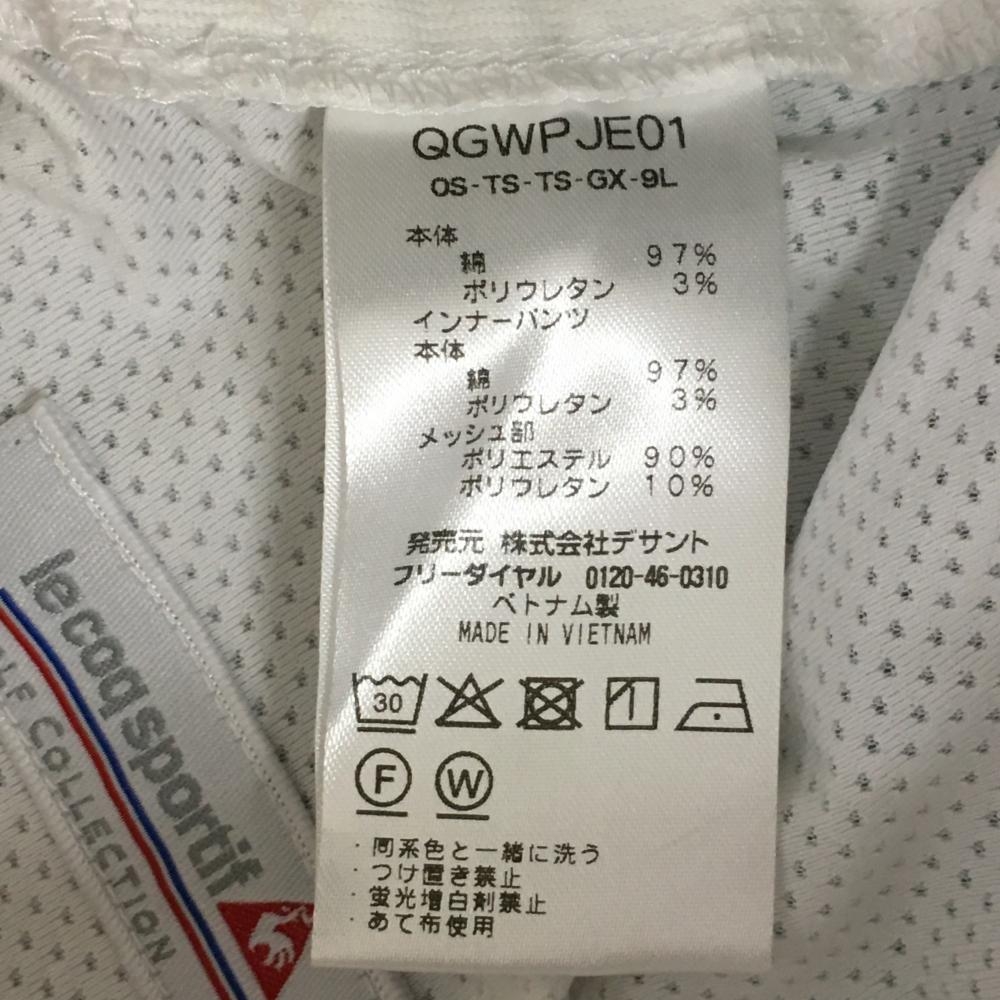 QGWPJE01
OS-TS-TS-GX-9L
本体
綿 97%
ポリウレタン 3%
インナーパンツ
本体
綿 97%
ポリウレタン 3%
メッシュ部
ポリエステル 90%
ポリウレタン 10%
発売元 株式会社デサント
フリーダイヤル 0120-46-0310
ベトナム製
MADE IN VIETNAM
30
F W
・同系色と一緒に洗う
・つけ置き禁止
・蛍光増白剤禁止
・あて布使用
lecoqsportif
LF COLLECTION